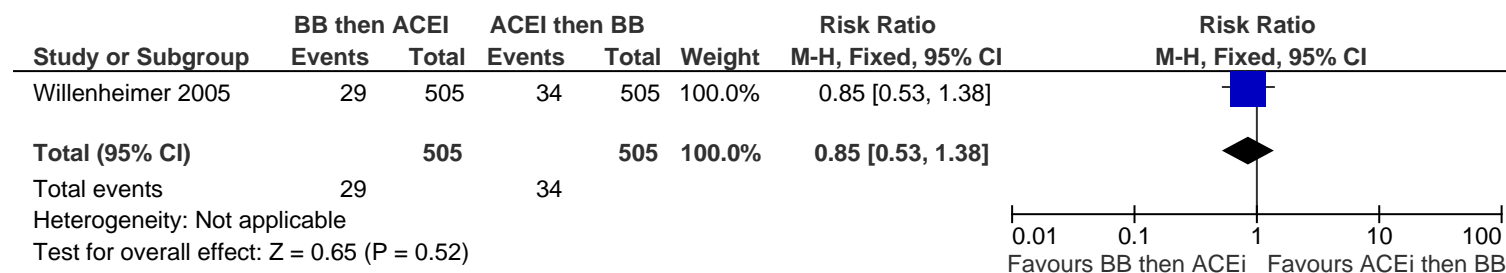 BB then ACEI ACEI then BB Risk Ratio Risk Ratio
Study or Subgroup Events Total Events Total Weight M-H, Fixed, 95% CI M-H, Fixed, 95% CI
Willenheimer 2005 29 505 34 505 100.0% 0.85 [0.53, 1.38]
Total (95% CI) 505 505 100.0% 0.85 [0.53, 1.38]
Total events 29 34
Heterogeneity: Not applicable
Test for overall effect: Z = 0.65 (P = 0.52)
0.01 0.1 1 10 100
Favours BB then ACEi Favours ACEi then BB